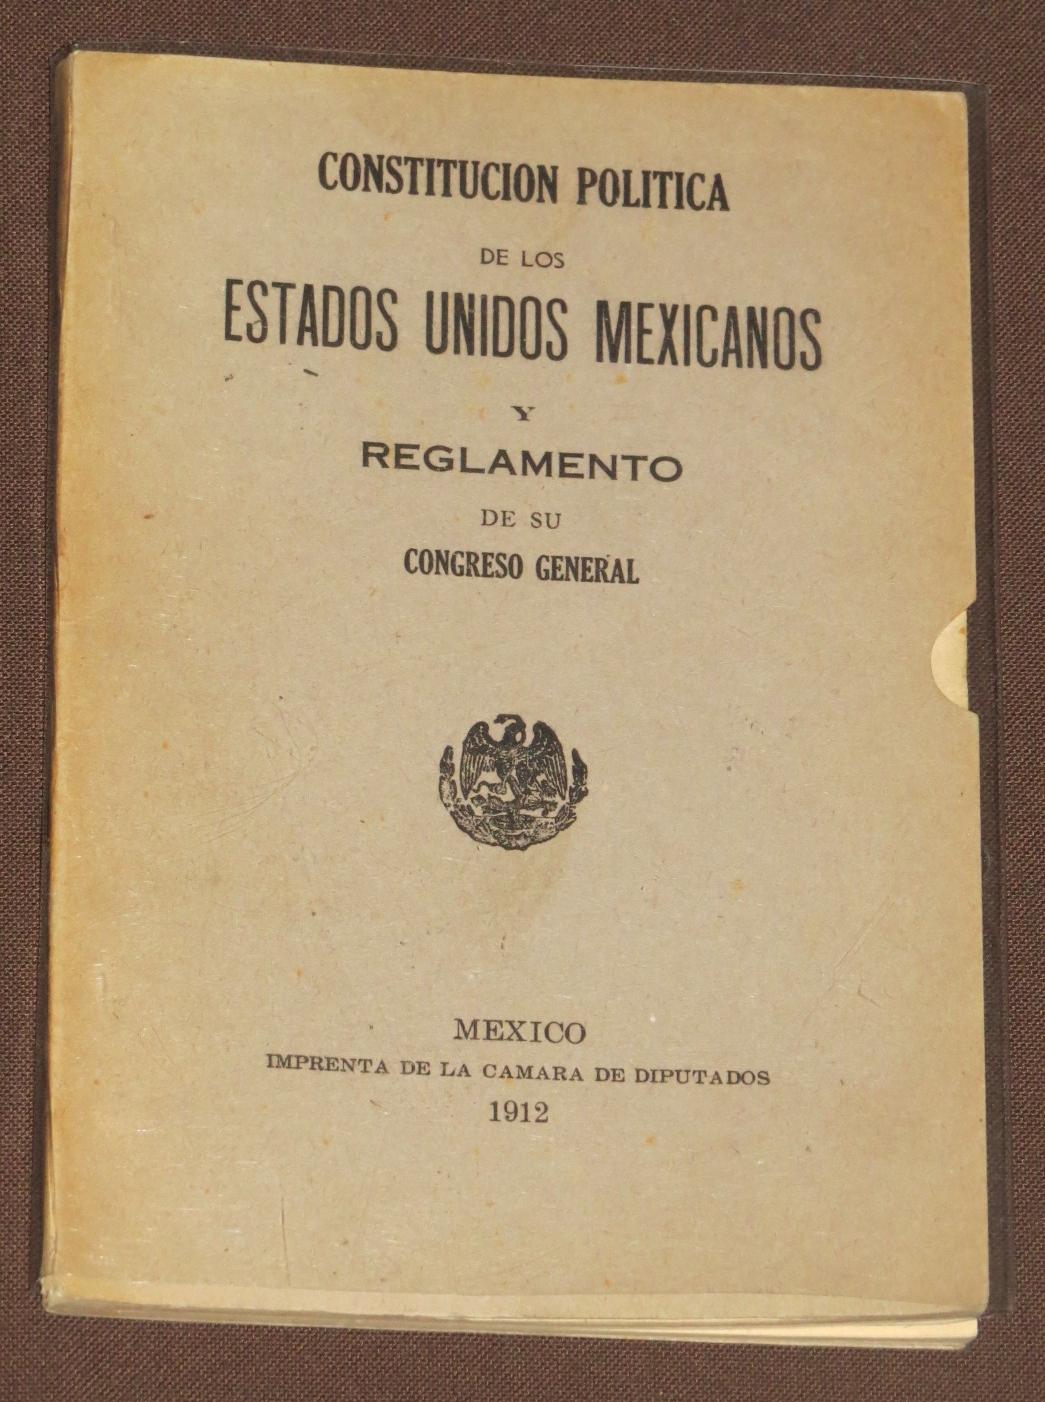 CONSTITUCION POLITICA
DE LOS
ESTADOS UNIDOS MEXICANOS
Y
REGLAMENTO
DE SU
CONGRESO GENERAL
MEXICO
IMPRENTA DE LA CAMARA DE DIPUTADOS
1912